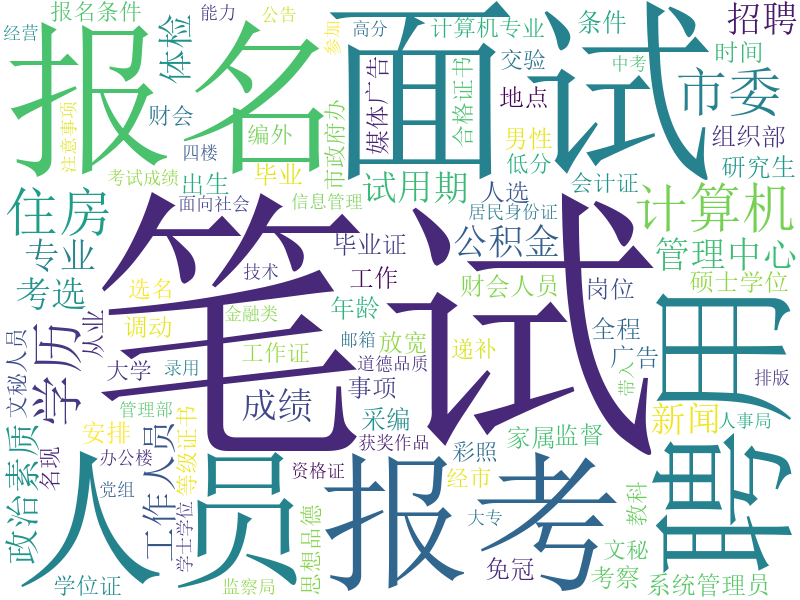 报名条件
能力
公告
高分
计算机专业
条件
招聘
经营
体检
参加
交验
时间
中考
报名
面试
市委
财会
编外
市政府办
媒体广告
合格证书
地点
注意事项
四楼
男性
组织部
考试成绩
出生
毕业
试用期
低分
研究生
住房
面向社会
信息管理
人选
会计证
居民身份证
计算机
专业
毕业证
公积金
管理中心
考选
选名
技术
工作
财会人员
岗位
硕士学位
笔试
调动
金融类
年龄
邮箱
放宽
递补
全程
从业
学历
大学
录用
工作证
道德品质
广告
带入
排版
聘用
文秘人员
管理部
等级证书
成绩
事项
采编
新闻
人事局
安排
获奖作品
彩照
家属
监督
政治素质
名现
办公楼
工作人员
资格证
经市
党组
人员
报考
大专
教科
学士学位
思想品德
免冠
文秘
考察
学位证
监察局
系统管理员